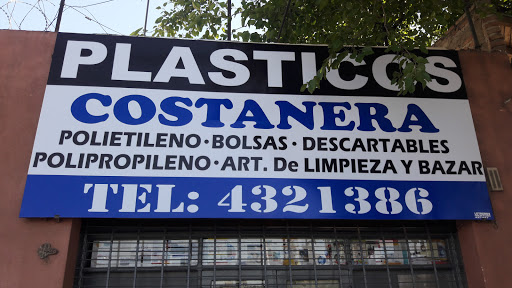 PLASTICOS
COSTANERA
POLIETILENO · BOLSAS · DESCARTABLES
POLIPROPILENO · ART. De LIMPIEZA Y BAZAR
TEL: 4321386